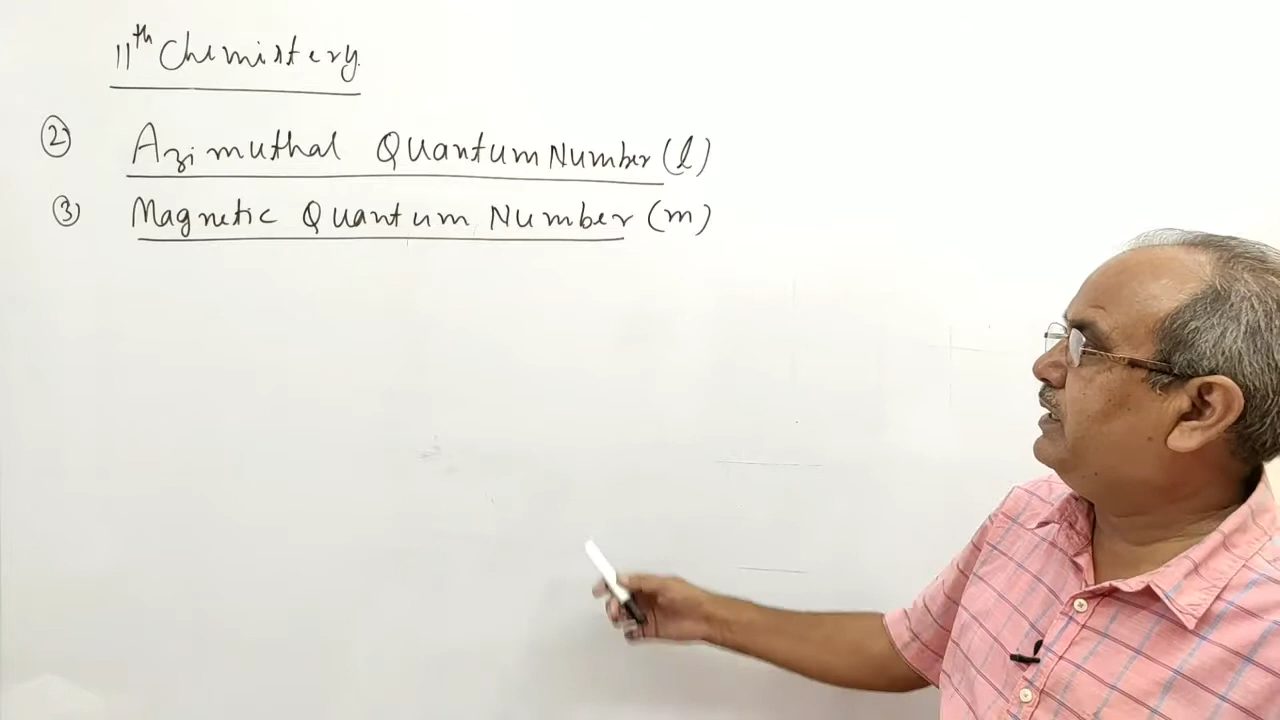 11th Chemistery
② Azimuthal Quantum Number (l)
③ Magnetic Quantum Number (m)